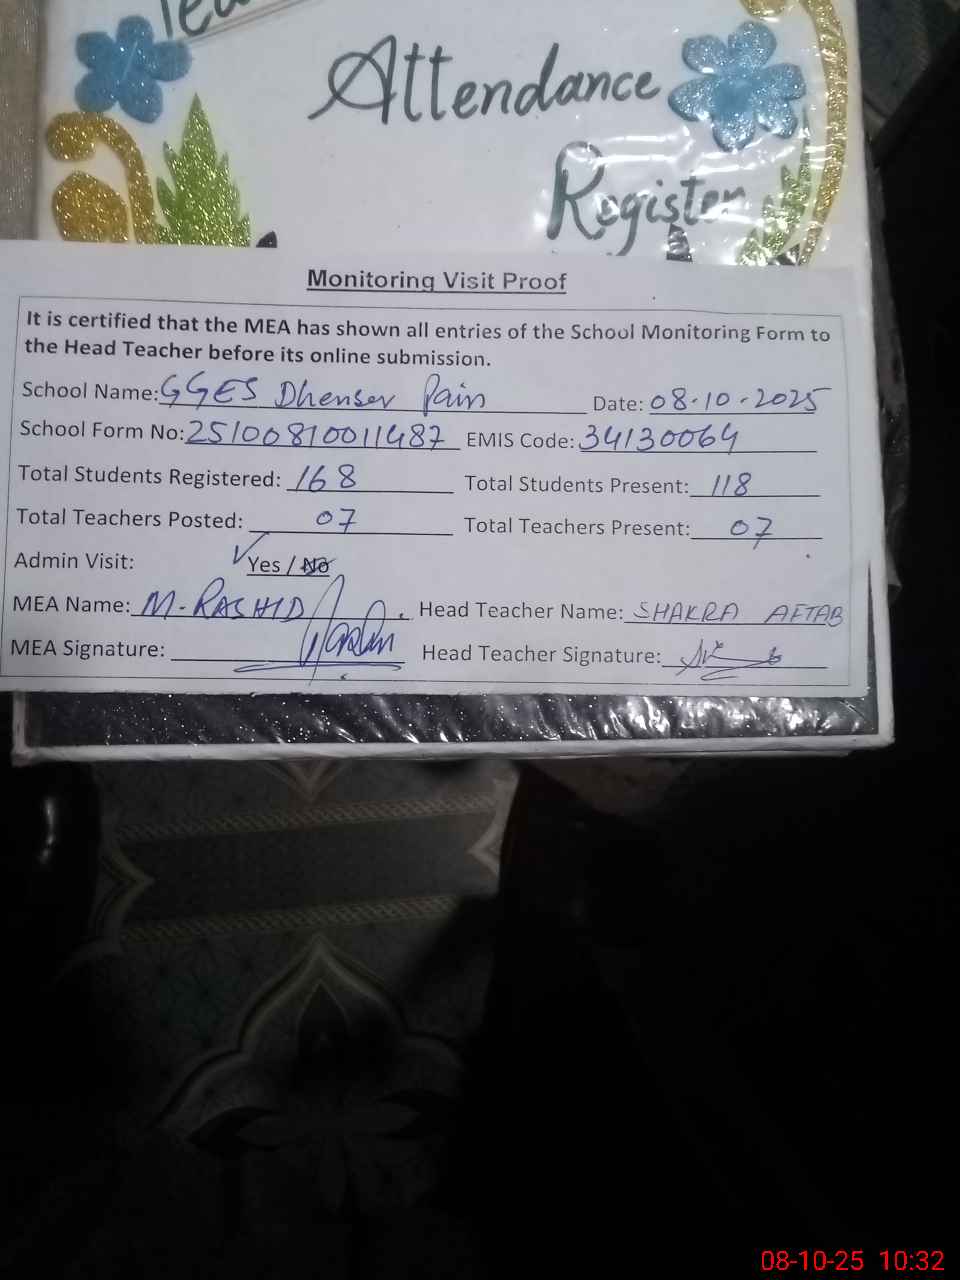 Attendance
Register
Monitoring Visit Proof
It is certified that the MEA has shown all entries of the School Monitoring Form to
the Head Teacher before its online submission.
School Name: GGES Dhenser Pain Date: 08-10-2025
School Form No: 25100810011487 EMIS Code: 34130064
Total Students Registered: 168 Total Students Present: 118
Total Teachers Posted: 07 Total Teachers Present: 07
Admin Visit: Yes / No
MEA Name: M-RASHID Head Teacher Name: SHAKRA AFTAB
MEA Signature: Head Teacher Signature:
08-10-25 10:32